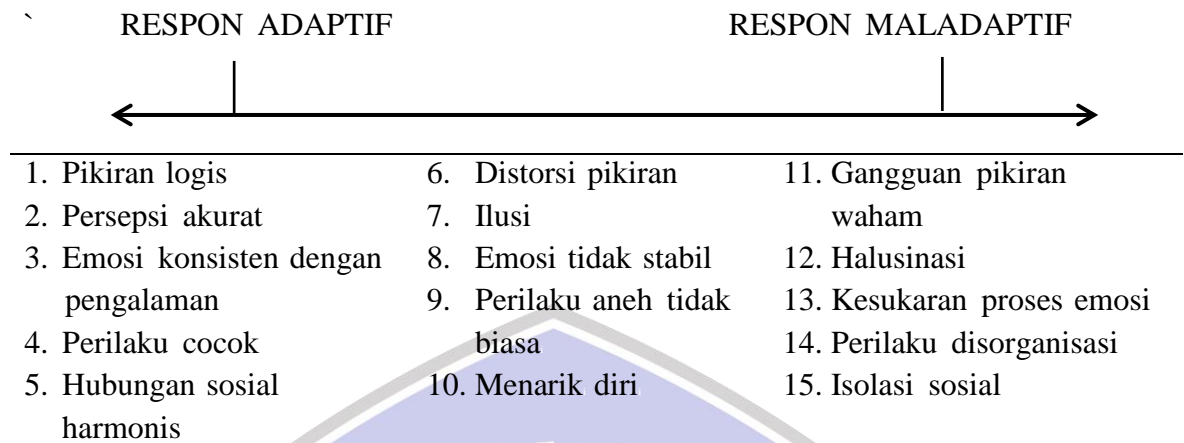 ` RESPON ADAPTIF RESPON MALADAPTIF
1. Pikiran logis
2. Persepsi akurat
3. Emosi konsisten dengan
pengalaman
4. Perilaku cocok
5. Hubungan sosial
harmonis
6. Distorsi pikiran
7. Ilusi
8. Emosi tidak stabil
9. Perilaku aneh tidak
biasa
10. Menarik diri
11. Gangguan pikiran
waham
12. Halusinasi
13. Kesukaran proses emosi
14. Perilaku disorganisasi
15. Isolasi sosial